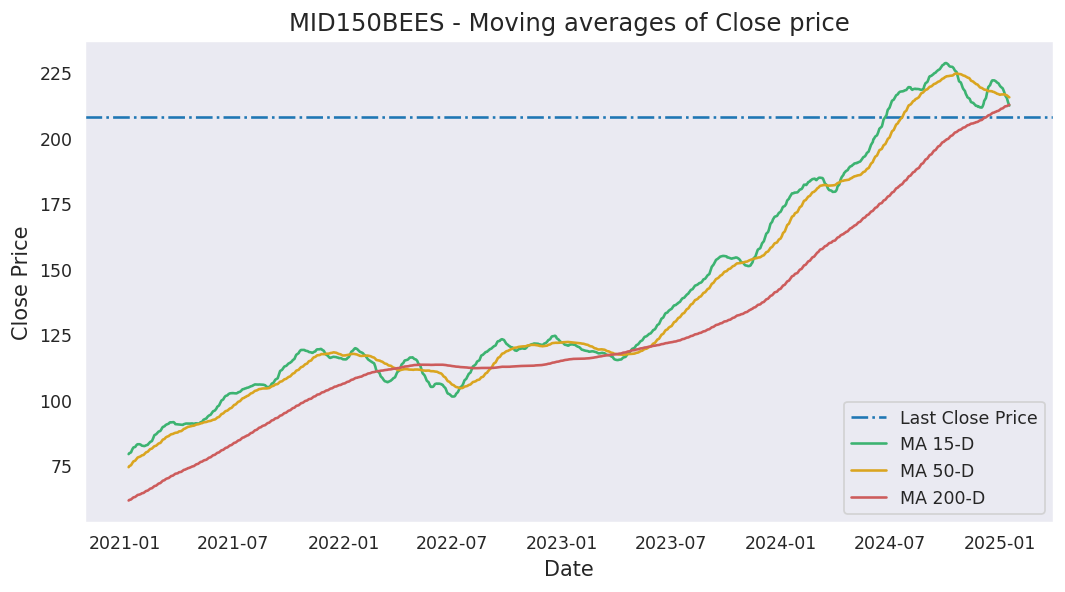 MID150BEES - Moving averages of Close price
Close Price
225
200
175
150
125
100
75
2021-01 2021-07 2022-01 2022-07 2023-01 2023-07 2024-01 2024-07 2025-01
Date
Last Close Price
MA 15-D
MA 50-D
MA 200-D